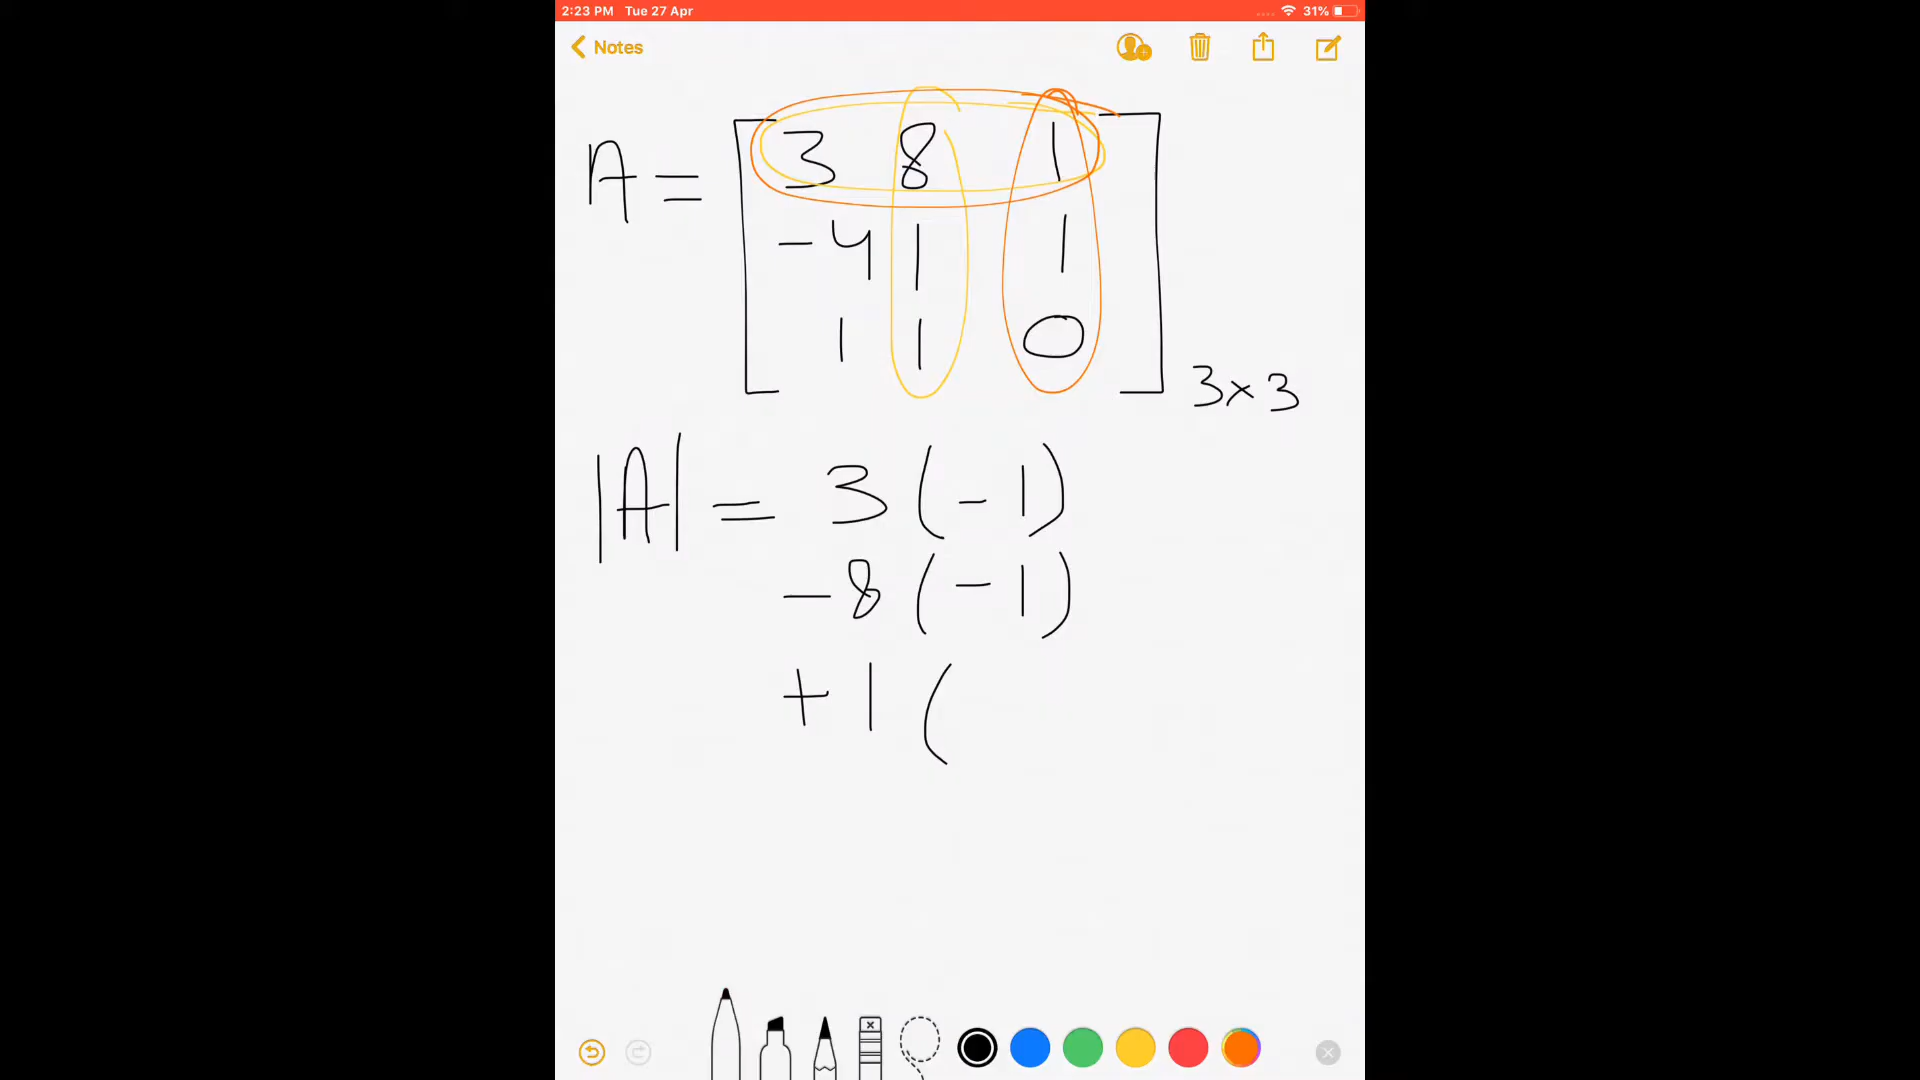 2:23 PM Tue 27 Apr 31%
Notes
A = [ 3 8 1
-4 1 1
1 1 0 ] 3×3
|A| = 3 (-1)
-8 (-1)
+1 (